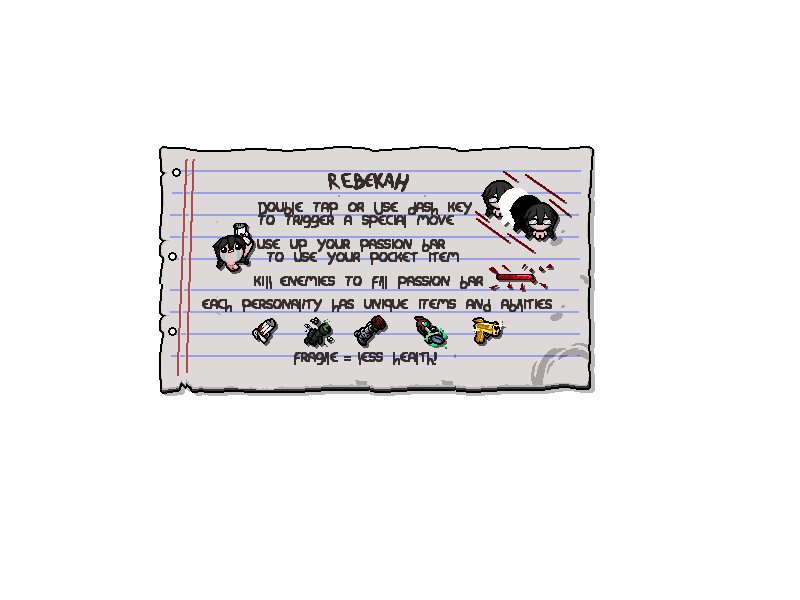 REBEKAH
DOUBLE TAP OR USE DASH KEY
TO TRIGGER A SPECIAL MOVE
USE UP YOUR PASSION BAR
TO USE YOUR POCKET ITEM
KILL ENEMIES TO FILL PASSION BAR
EACH PERSONALITY HAS UNIQUE ITEMS AND ABILITIES
FRAGILE = LESS HEALTH!